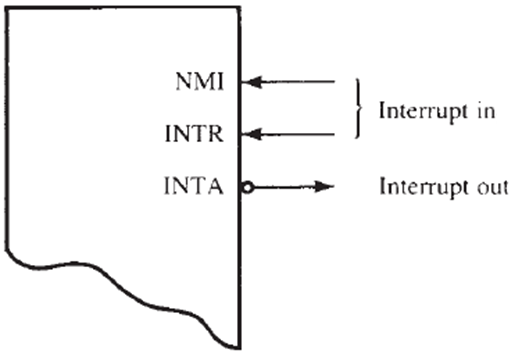 NMI
INTR
Interrupt in
INTA
Interrupt out